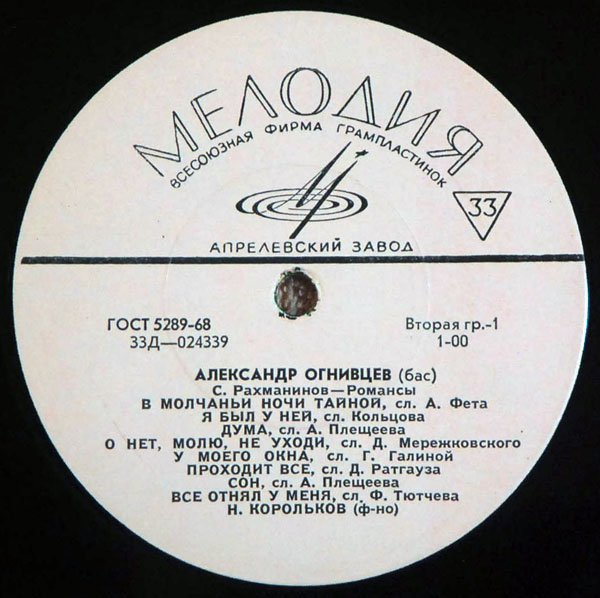 МЕЛОДИЯ
ВСЕСОЮЗНАЯ ФИРМА ГРАМПЛАСТИНОК
33
АПРЕЛЕВСКИЙ ЗАВОД
ГОСТ 5289-68 Вторая гр.-1
33Д—024339 1-00
АЛЕКСАНДР ОГНИВЦЕВ (бас)
С. Рахманинов—Романсы
В МОЛЧАНЬИ НОЧИ ТАЙНОЙ, сл. А. Фета
Я БЫЛ У НЕЙ, сл. Кольцова
ДУМА, сл. А. Плещеева
О НЕТ, МОЛЮ, НЕ УХОДИ, сл. Д. Мережковского
У МОЕГО ОКНА, сл. Г. Галиной
ПРОХОДИТ ВСЕ, сл. Д. Ратгауза
СОН, сл. А. Плещеева
ВСЕ ОТНЯЛ У МЕНЯ, сл. Ф. Тютчева
Н. КОРОЛЬКОВ (ф-но)